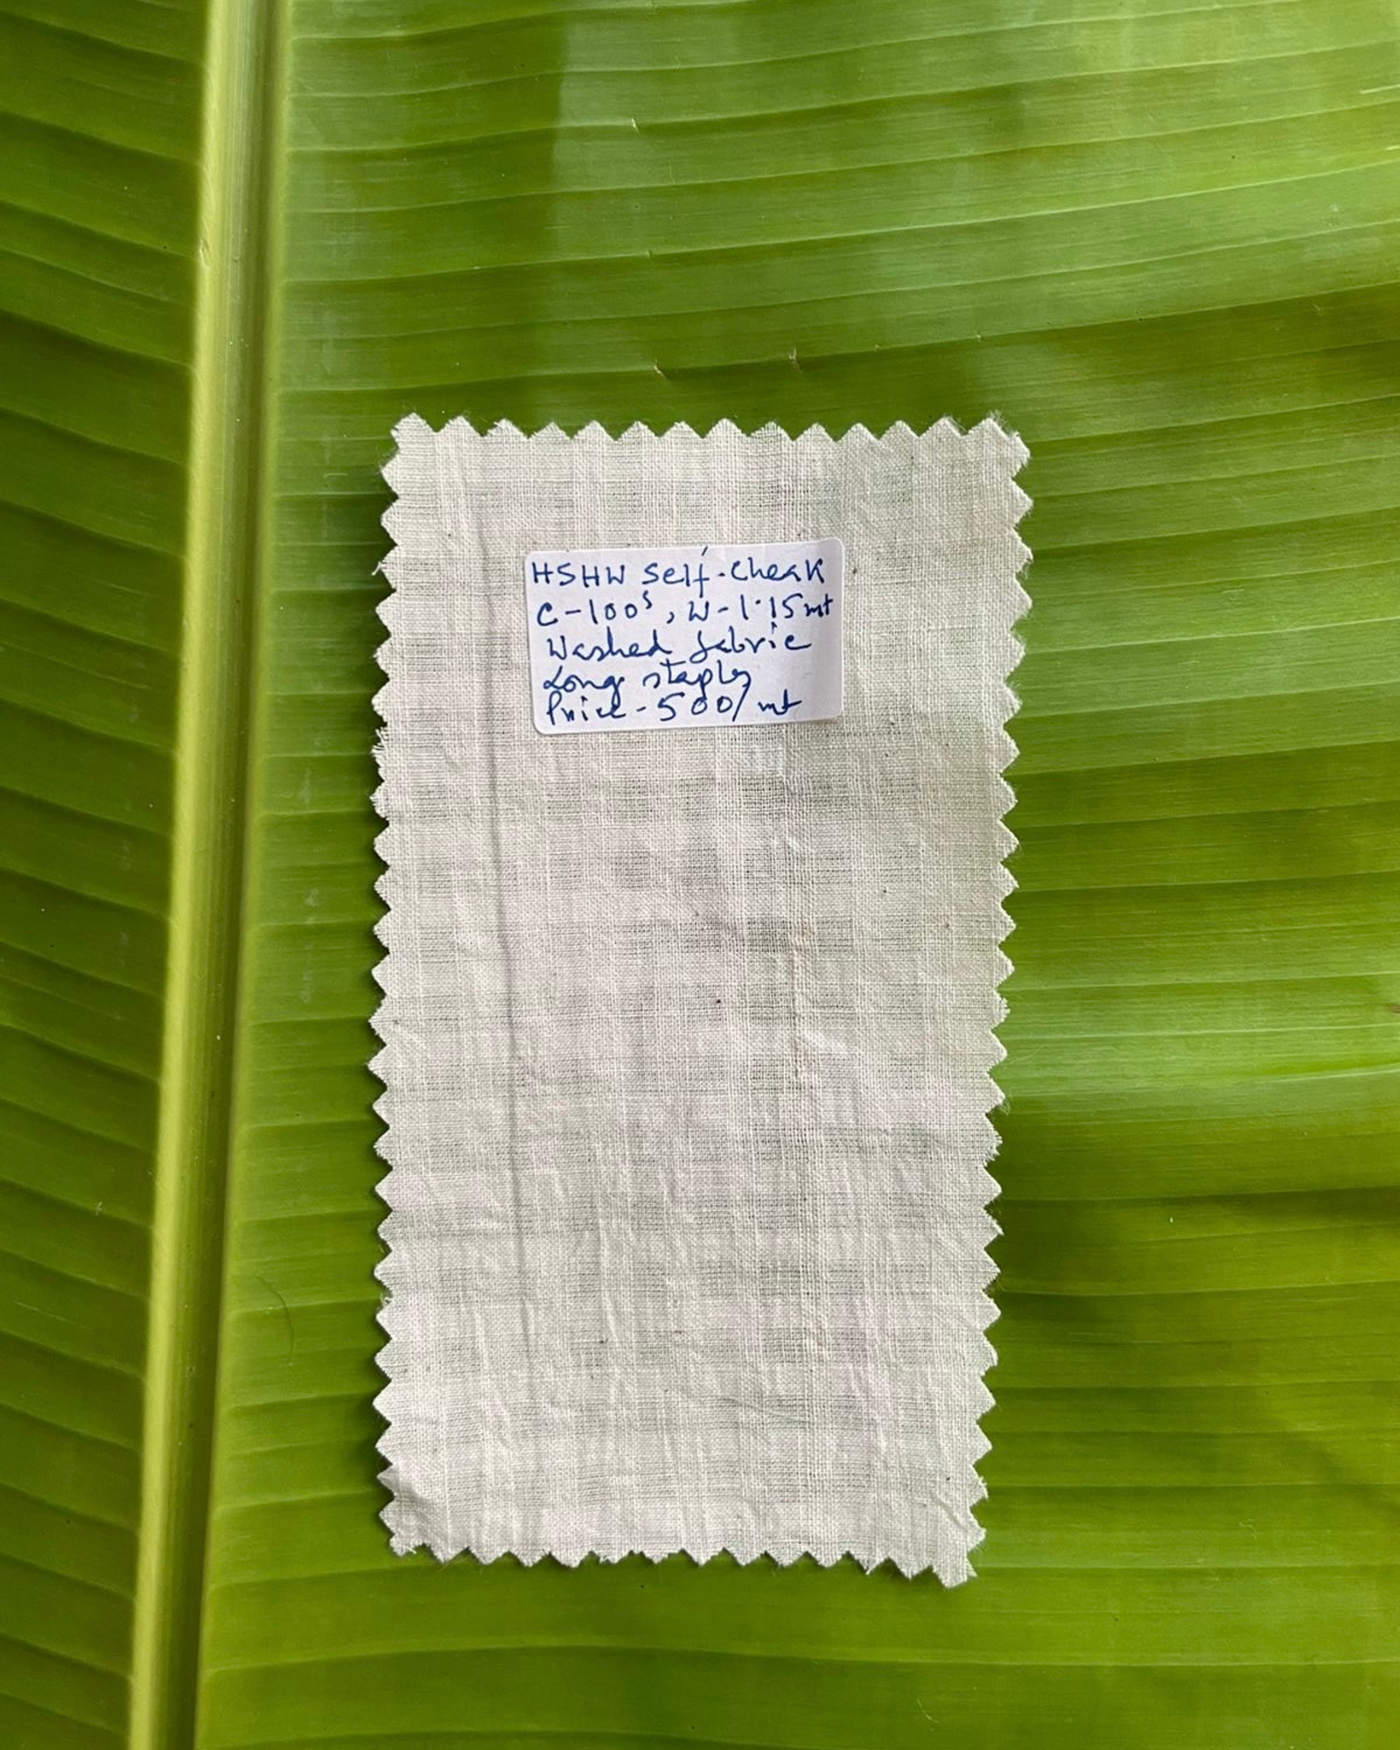 HSHW Self-Cheak
C-100s, W-1.15mt
Washed fabric
Long staple
Price-500/mt